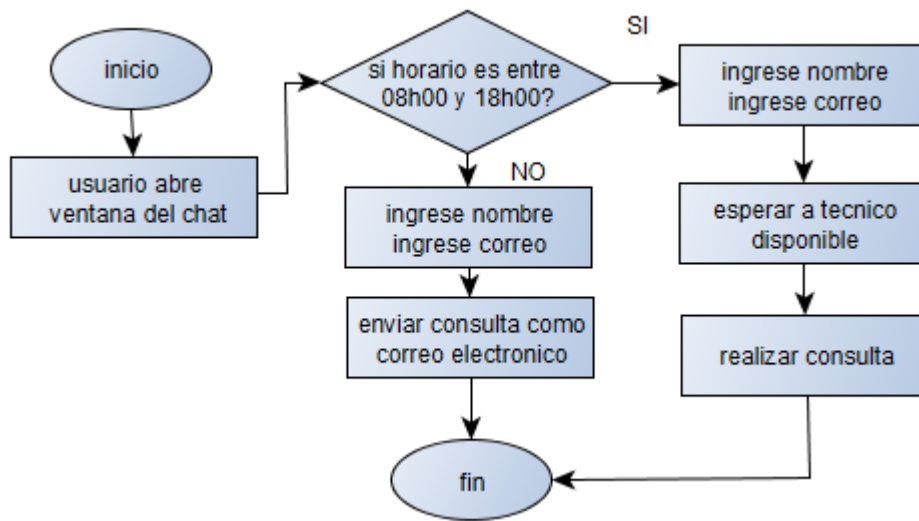 inicio
usuario abre
ventana del chat
si horario es entre
08h00 y 18h00?
SI
ingrese nombre
ingrese correo
esperar a tecnico
disponible
realizar consulta
NO
ingrese nombre
ingrese correo
enviar consulta como
correo electronico
fin